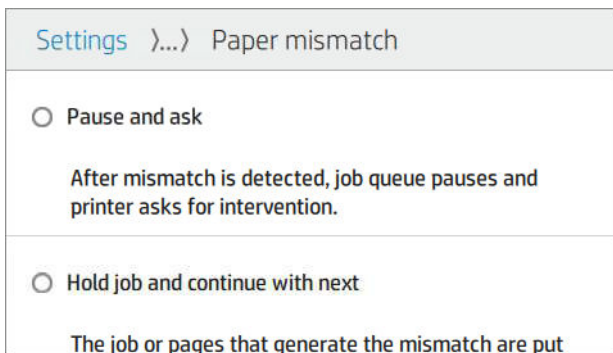 Settings 〉...〉 Paper mismatch
Pause and ask
After mismatch is detected, job queue pauses and
printer asks for intervention.
Hold job and continue with next
The job or pages that generate the mismatch are put